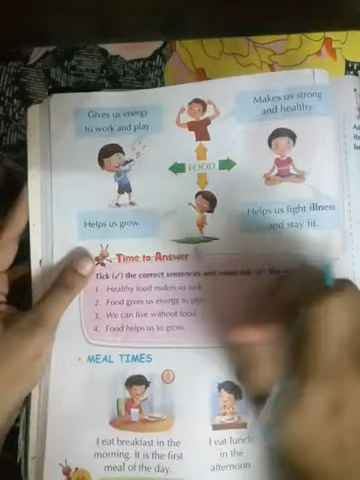 Gives us energy
to work and play.
Makes us strong
and healthy.
FOOD
Helps us grow.
Helps us fight illness
and stay fit.
Time to Answer
Tick (✓) the correct sentences and
1 Healthy food makes us
2. Food gives us energy to
3. We can live without food.
4. Food helps us to grow.
MEAL TIMES
I eat breakfast in the
morning. It is the first
meal of the day.
I eat lunch
in the
afternoon